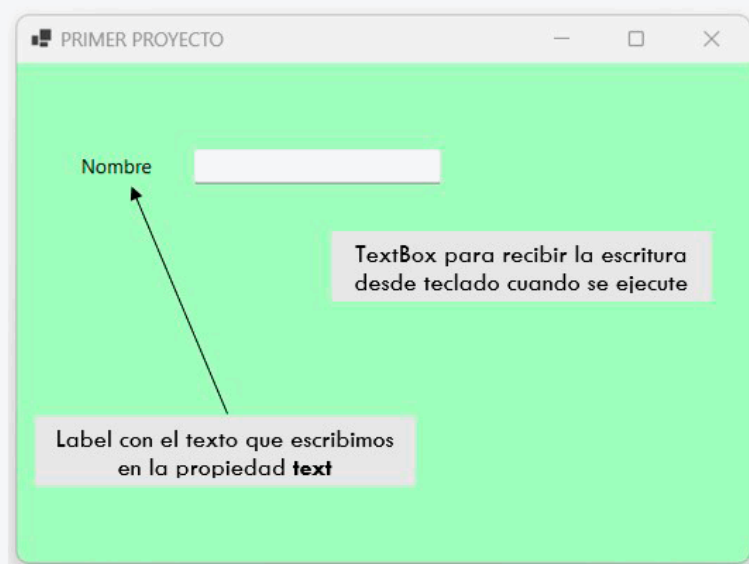 PRIMER PROYECTO
Nombre
TextBox para recibir la escritura
desde teclado cuando se ejecute
Label con el texto que escribimos
en la propiedad text